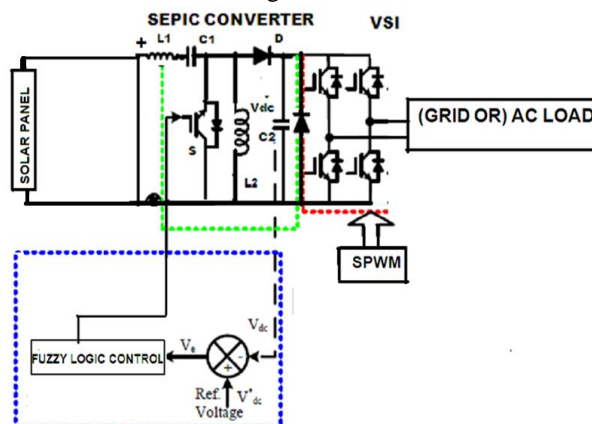 SEPIC CONVERTER
VSI
+
L1
C1
D
Vdc
C2
S
L2
SOLAR PANEL
(GRID OR) AC LOAD
SPWM
Vdc
FUZZY LOGIC CONTROL
Ve
-
+
Ref.
Voltage
V*dc